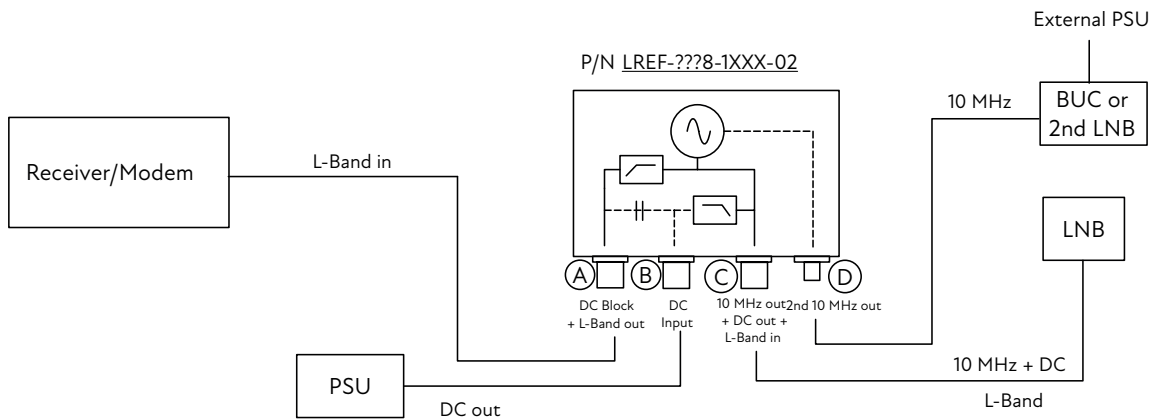 External PSU
P/N LREF-???8-1XXX-02
10 MHz
BUC or
2nd LNB
Receiver/Modem
L-Band in
LNB
A
B
C
D
DC Block
+ L-Band out
DC
Input
10 MHz out
+ DC out +
L-Band in
2nd 10 MHz out
PSU
DC out
10 MHz + DC
L-Band